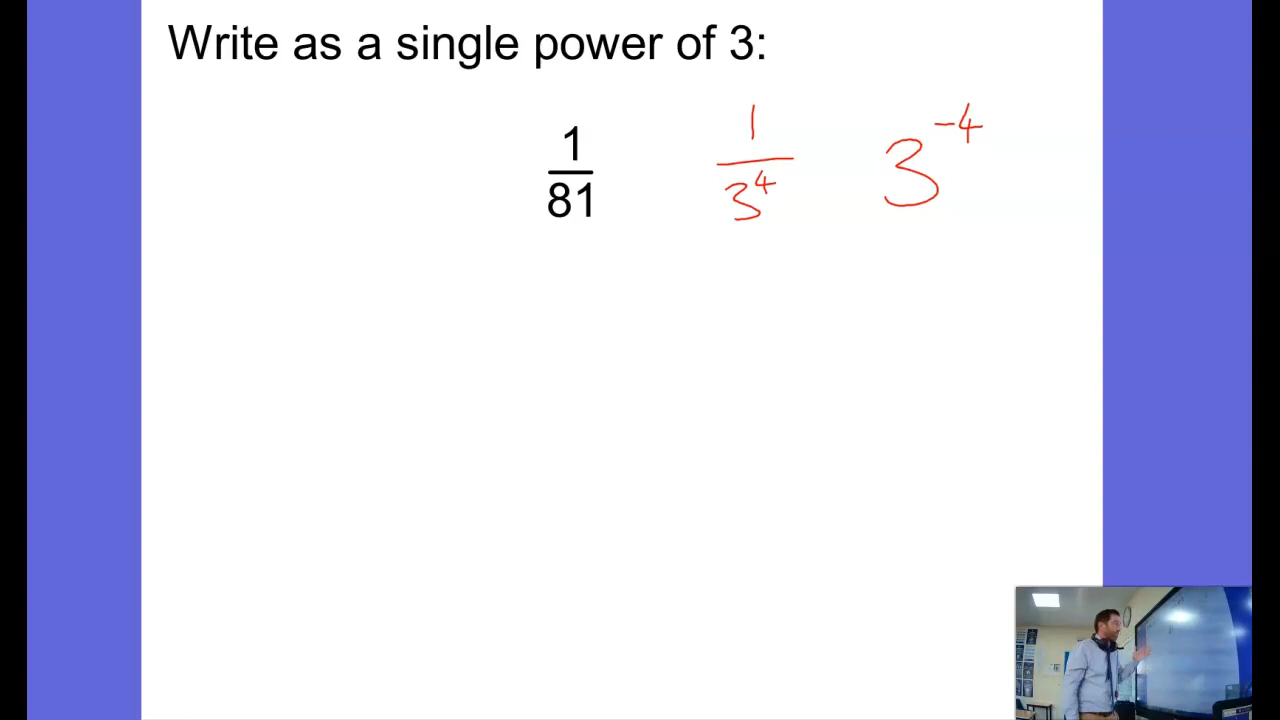 Write as a single power of 3:
1/81   1/3⁴   3⁻⁴